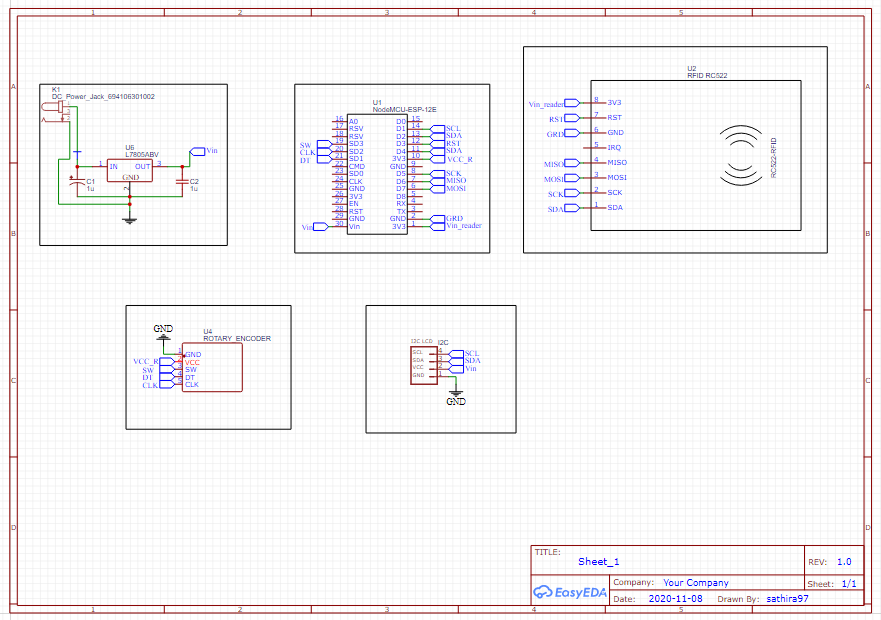 1 2 3 4 5
A
B
C
D
K1
DC_Power_Jack_694106301002
U6
L7805ABV
1 IN OUT 3
GND
2
C1
1u
C2
1u
Vin
U1
NodeMCU-ESP-12E
16 A0 D0 15
17 RSV D1 14 SCL
18 RSV D2 13 SDA
SW 19 SD3 D3 12 RST
CLK 20 SD2 D4 11 SDA
DT 21 SD1 3V3 10 VCC_R
22 CMD GND 9
23 SD0 D5 8 SCK
24 CLK D6 7 MISO
25 GND D7 6 MOSI
26 3V3 D8 5
27 EN RX 4
28 RST TX 3
29 GND GND 2 GRD
Vin 30 Vin 3V3 1 Vin_reader
U2
RFID RC522
Vin_reader 8 3V3
RST 7 RST
GRD 6 GND
5 IRQ
MISO 4 MISO
MOSI 3 MOSI
SCK 2 SCK
SDA 1 SDA
RC522-RFID
GND
U4
ROTARY_ENCODER
1 GND
VCC_R 2 VCC
SW 3 SW
DT 4 DT
CLK 5 CLK
I2C LCD I2C
SCL 4 SCL
SDA 3 SDA
VCC 2 Vin
GND 1
GND
A
B
C
D
TITLE:
Sheet_1
REV: 1.0
EasyEDA
Company: Your Company
Sheet: 1/1
Date: 2020-11-08 Drawn By: sathira97
1 2 3 4 5